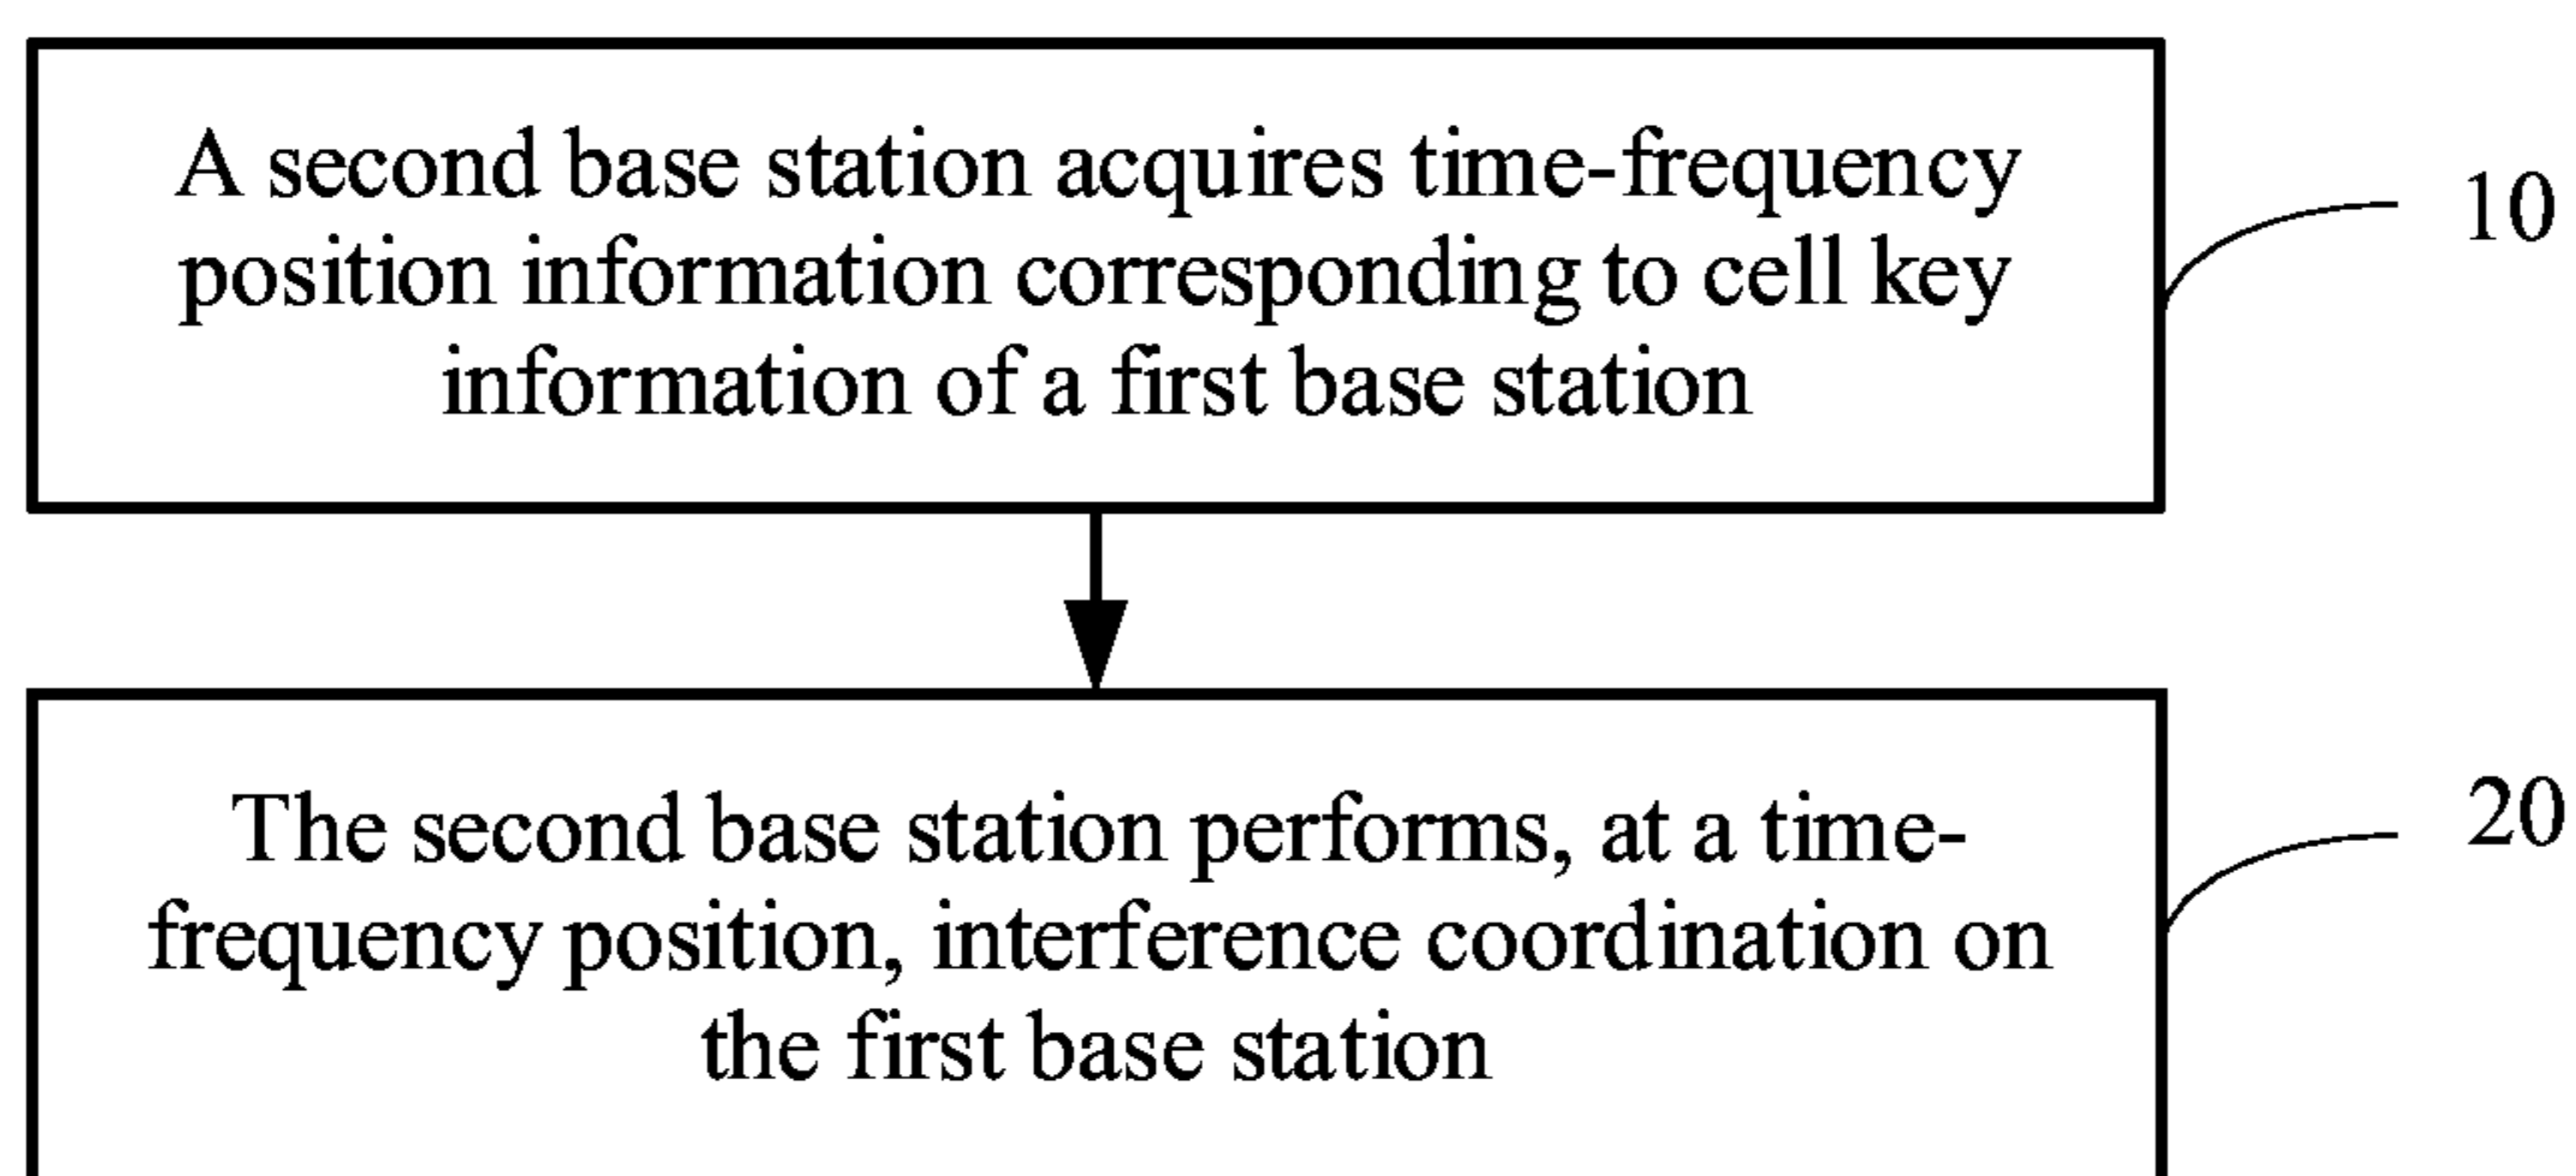 A second base station acquires time-frequency
position information corresponding to cell key
information of a first base station
10
The second base station performs, at a time-
frequency position, interference coordination on
the first base station
20